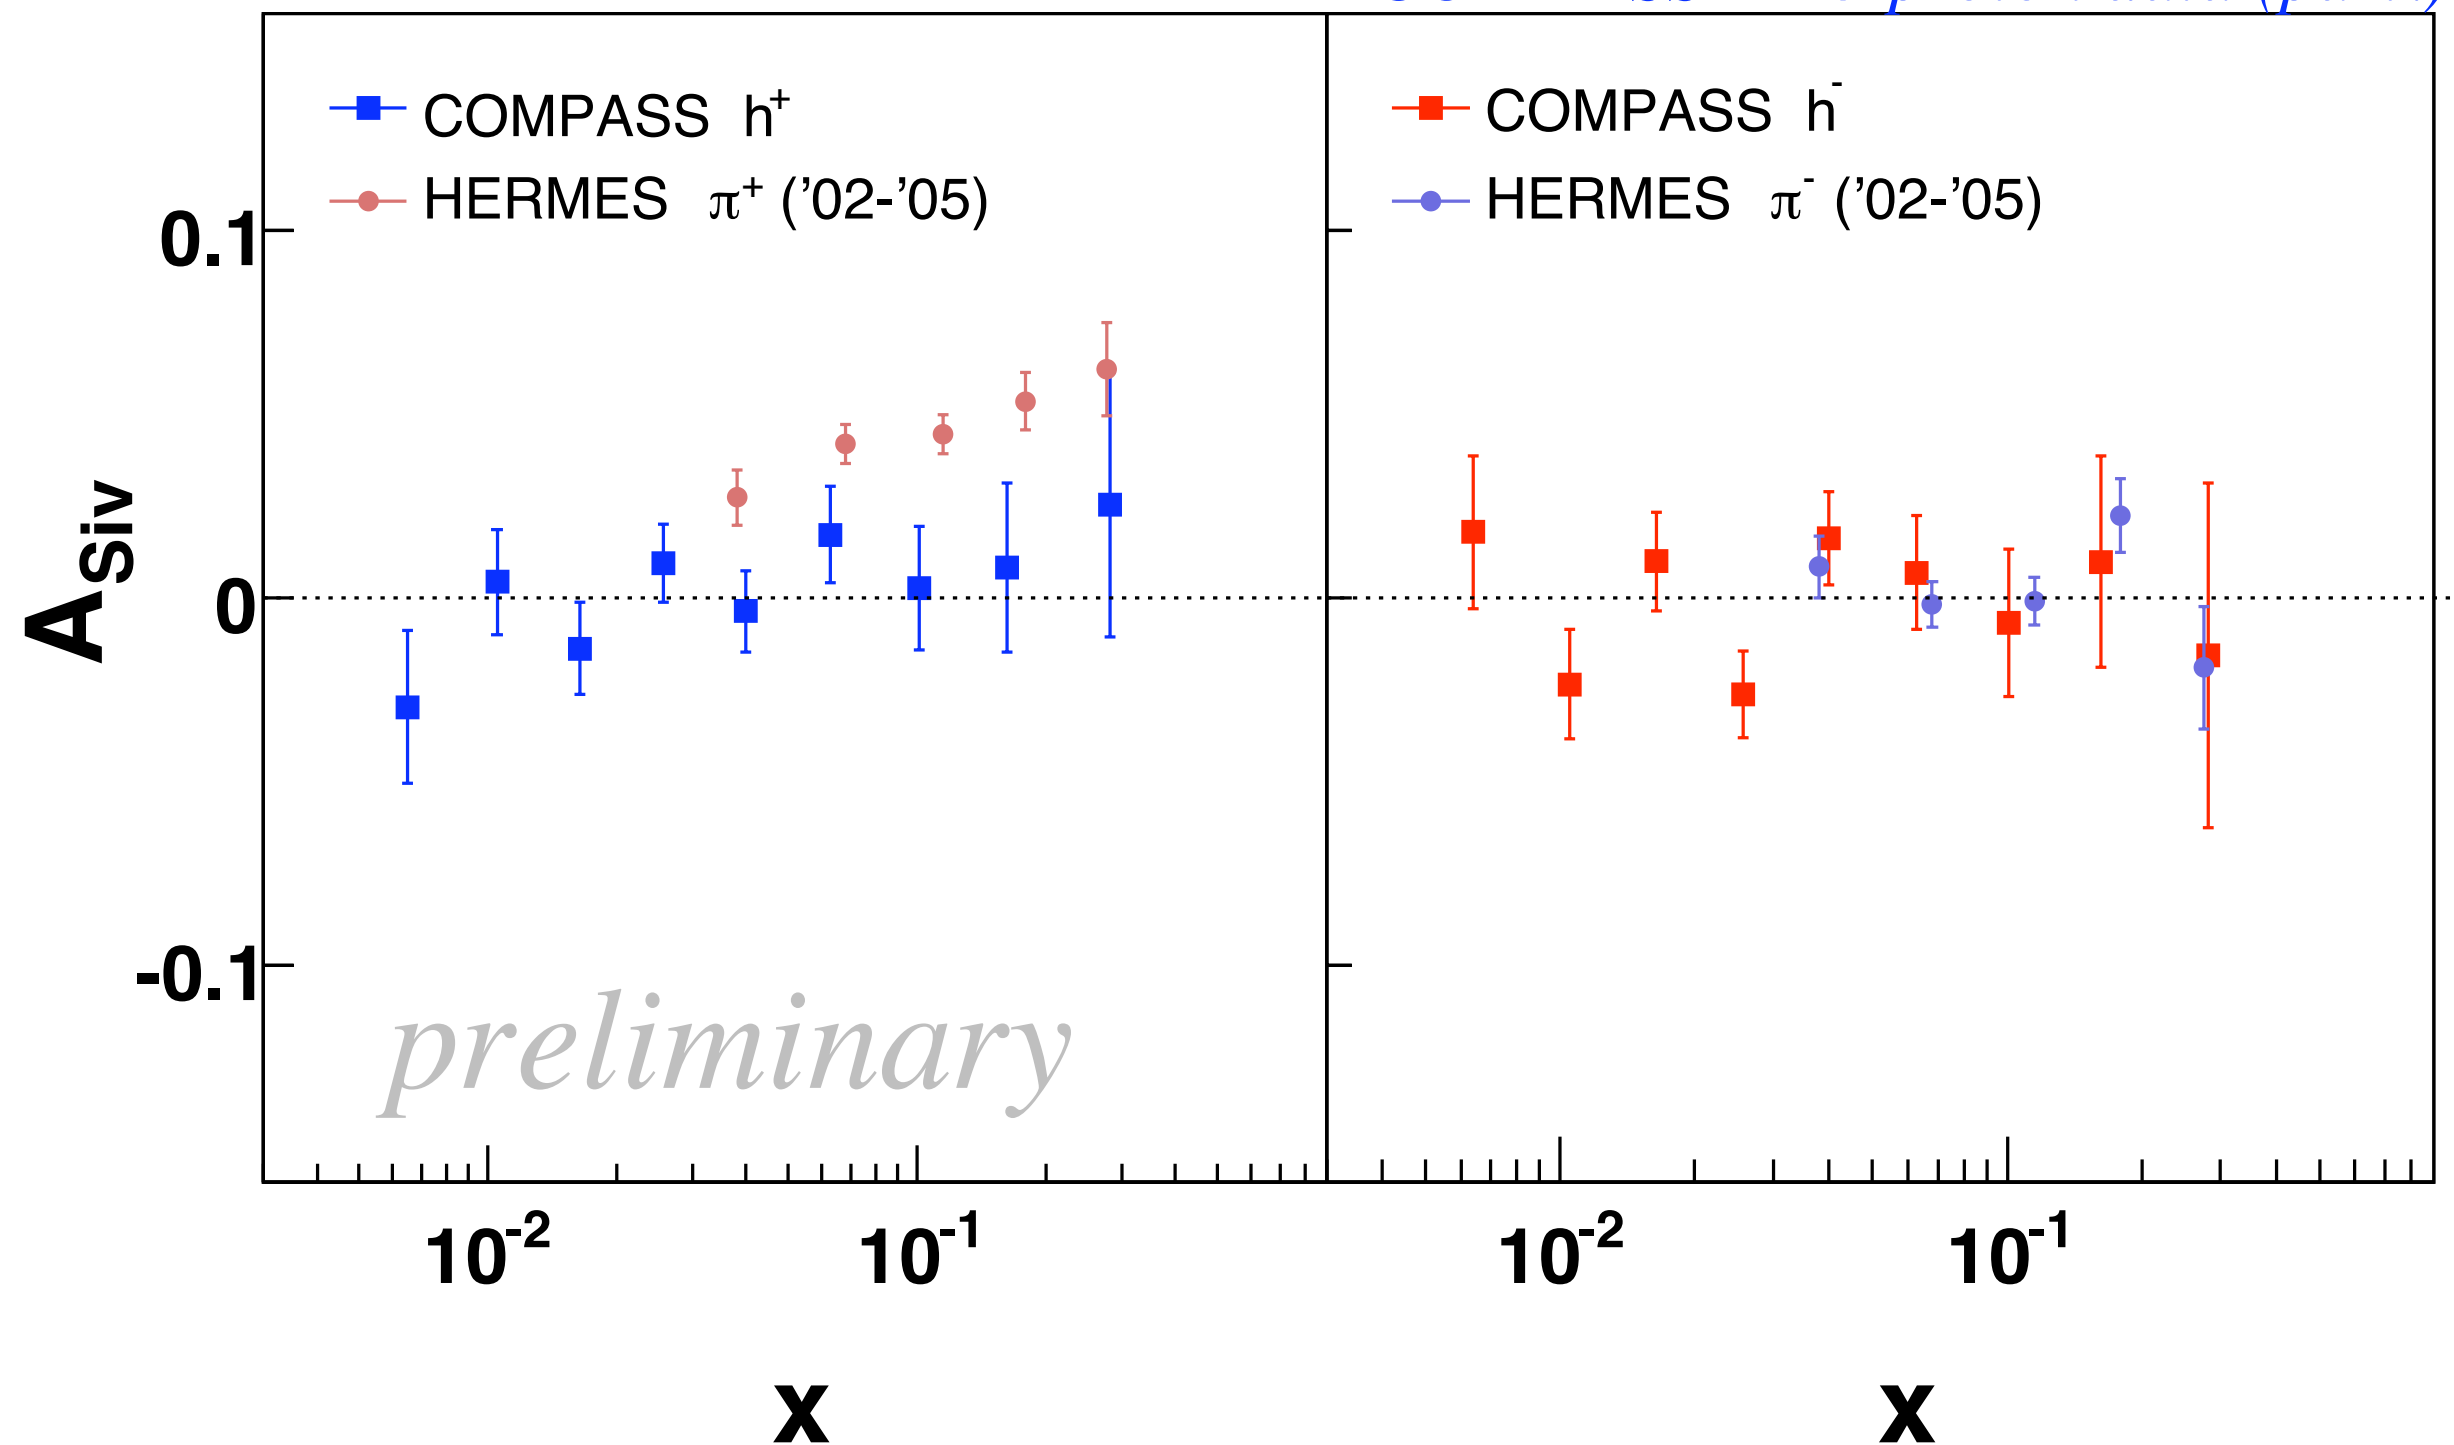 COMPASS h⁺
HERMES π⁺ ('02-'05)
COMPASS h⁻
HERMES π⁻ ('02-'05)
0.1
0
-0.1
A_Siv
preliminary
10⁻² 10⁻¹ 10⁻² 10⁻¹
x x